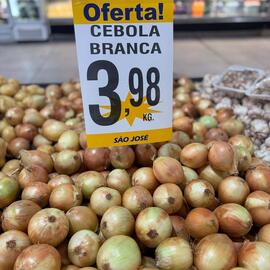 Oferta!
CEBOLA
BRANCA
3,98
KG.
SÃO JOSÉ